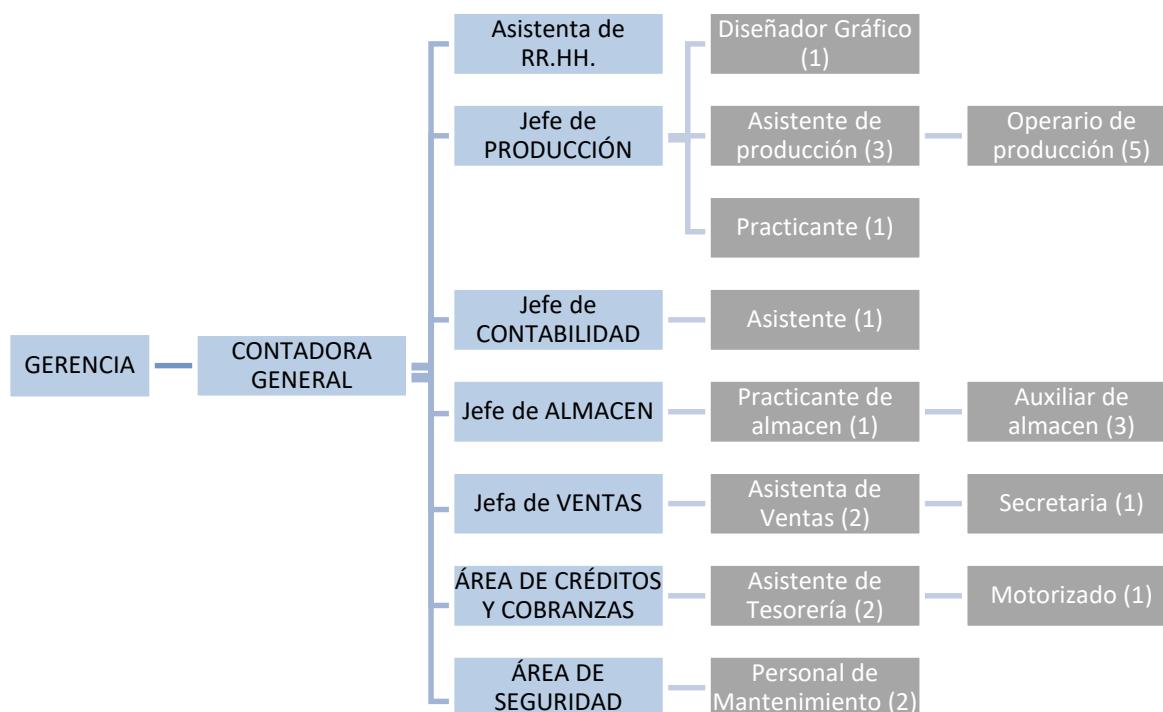 Asistenta de
RR.HH.
Diseñador Gráfico
(1)
Jefe de
PRODUCCIÓN
Asistente de
producción (3)
Operario de
producción (5)
Practicante (1)
Jefe de
CONTABILIDAD
Asistente (1)
GERENCIA
CONTADORA
GENERAL
Jefe de ALMACEN
Practicante de
almacen (1)
Auxiliar de
almacen (3)
Jefa de VENTAS
Asistenta de
Ventas (2)
Secretaria (1)
ÁREA DE CRÉDITOS
Y COBRANZAS
Asistente de
Tesorería (2)
Motorizado (1)
ÁREA DE
SEGURIDAD
Personal de
Mantenimiento (2)